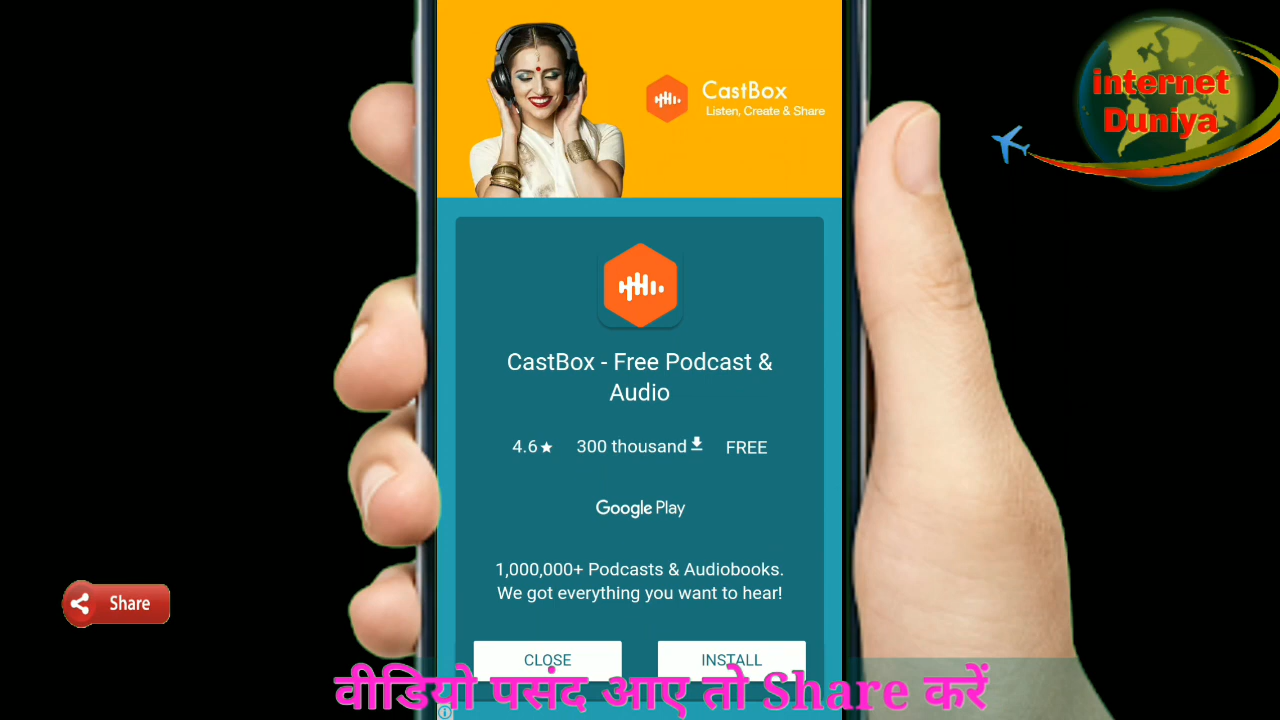 CastBox
Listen, Create & Share
internet
Duniya
CastBox - Free Podcast &
Audio
4.6★ 300 thousand FREE
Google Play
1,000,000+ Podcasts & Audiobooks.
We got everything you want to hear!
Share
CLOSE INSTALL
वीडियो पसंद आए तो Share करें